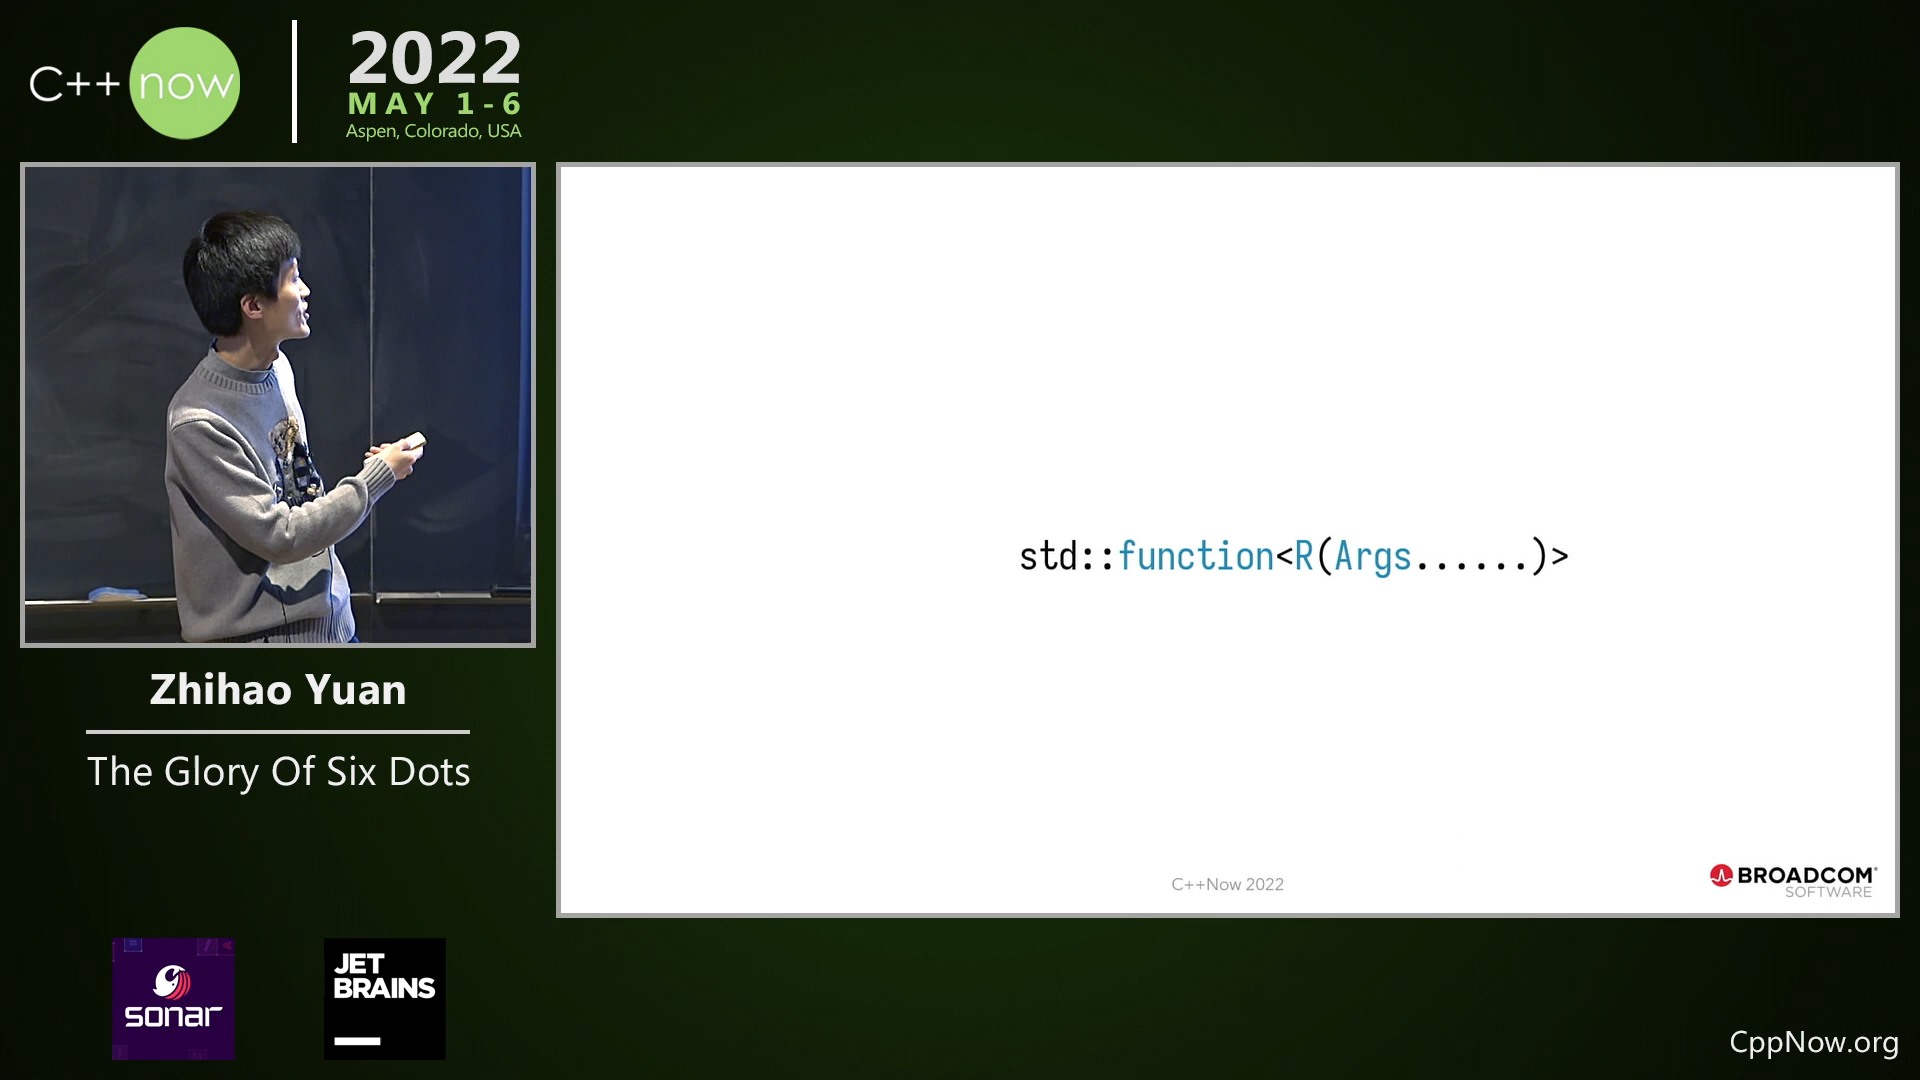 C++ now
2022
MAY 1-6
Aspen, Colorado, USA
std::function<R(Args......)>
Zhihao Yuan
The Glory Of Six Dots
C++Now 2022
BROADCOM
SOFTWARE
sonar
JET
BRAINS
CppNow.org